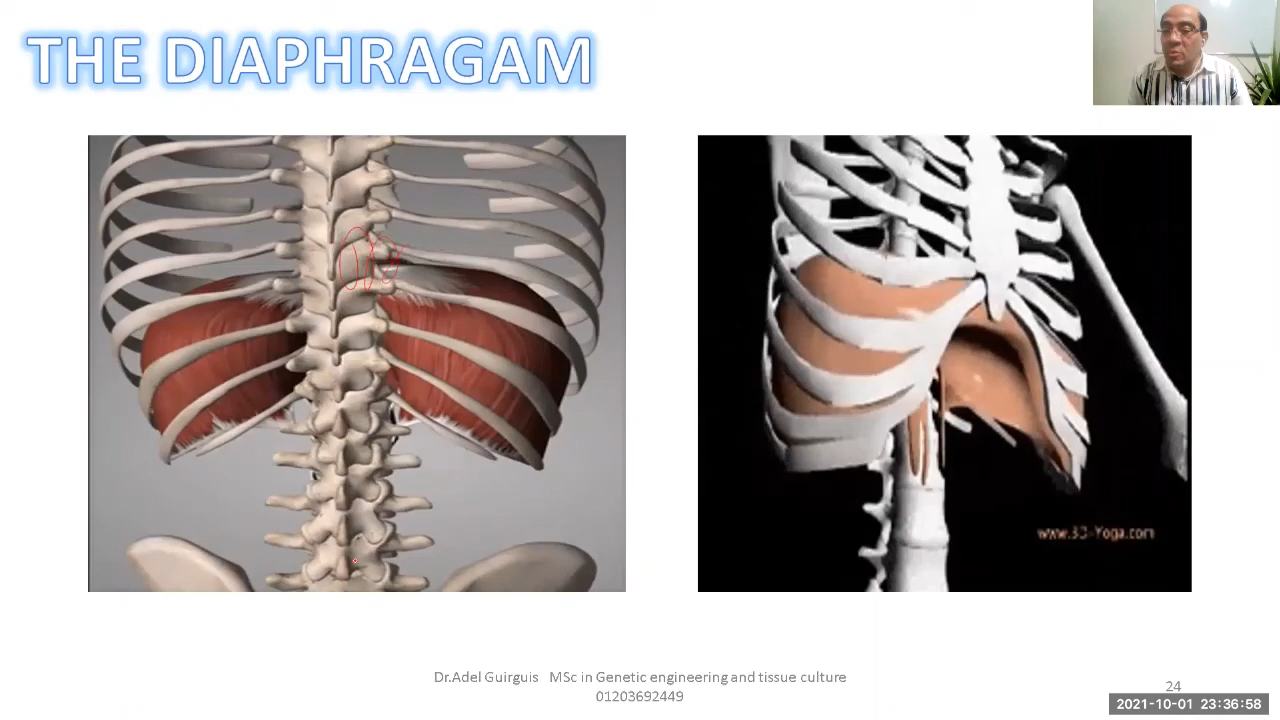 THE DIAPHRAGAM
www.3D-Yoga.com
Dr.Adel Guirguis MSc in Genetic engineering and tissue culture
01203692449
24
2021-10-01 23:36:58